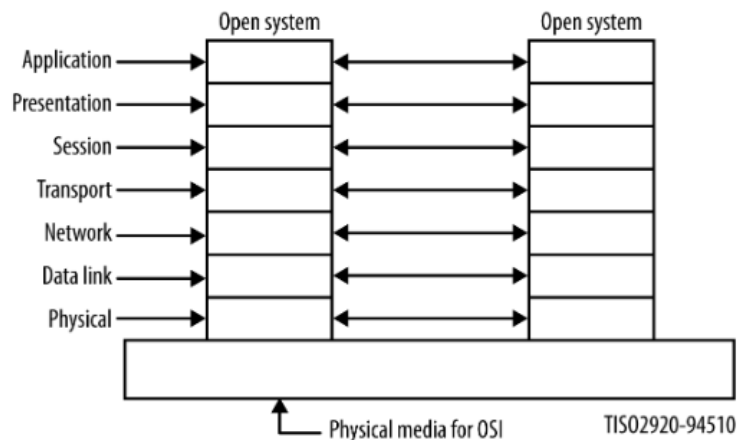 Open system
Open system
Application
Presentation
Session
Transport
Network
Data link
Physical
Physical media for OSI
TISO2920-94510